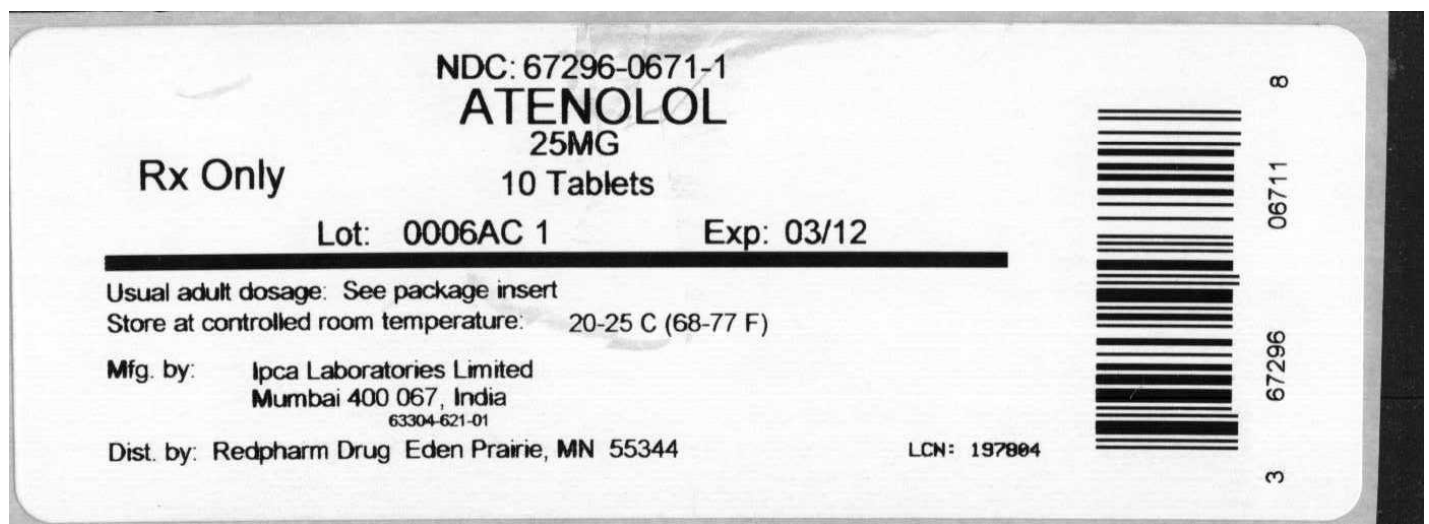 NDC: 67296-0671-1
ATENOLOL
25MG
Rx Only
10 Tablets
Lot: 0006AC 1 Exp: 03/12
Usual adult dosage: See package insert
Store at controlled room temperature: 20-25 C (68-77 F)
Mfg. by: Ipca Laboratories Limited
Mumbai 400 067, India
63304-621-01
Dist. by: Redpharm Drug Eden Prairie, MN 55344
LCN: 197804
3 67296 06711 8